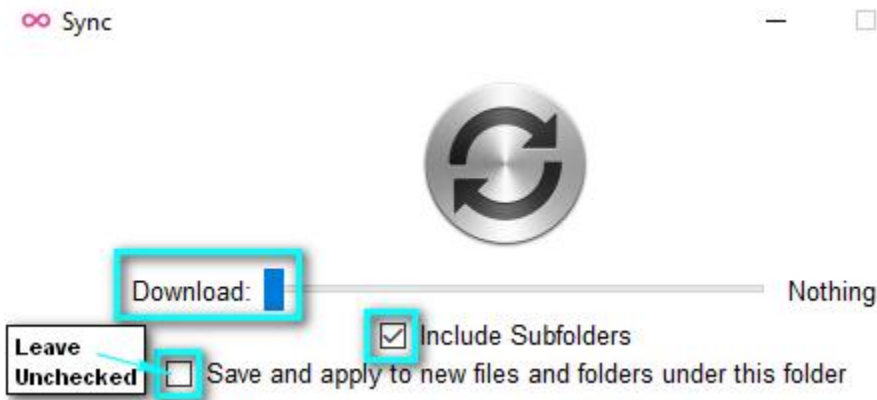 Sync
Download: Nothing
Include Subfolders
Leave
Unchecked
Save and apply to new files and folders under this folder